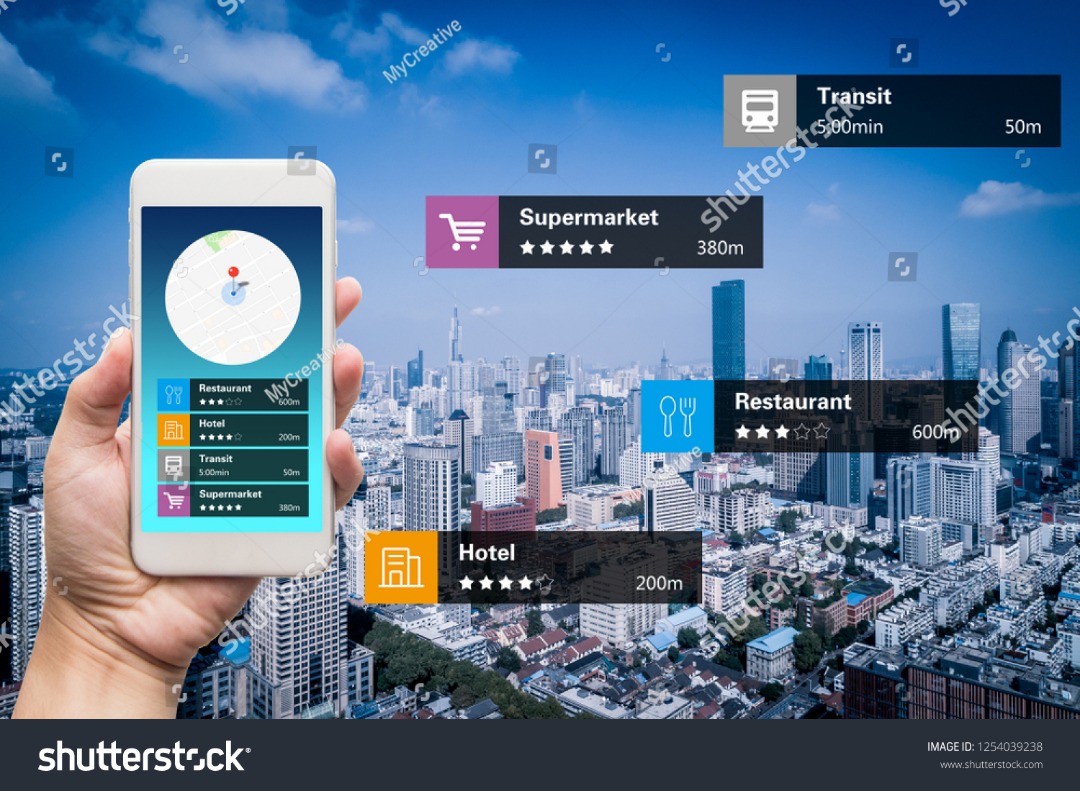 MyCreative
shutterstock
Transit
5:00min 50m
shutterstock
Supermarket
★★★★★ 380m
MyCreative
shutterstock
Restaurant
★★★☆☆ 600m
Hotel
★★★★☆ 200m
Transit
5:00min 50m
Supermarket
★★★★★ 380m
shutterstock
Restaurant
★★★☆☆ 600m
Hotel
★★★★☆ 200m
shutterstock
shutterstock
IMAGE ID: 1254039238
www.shutterstock.com